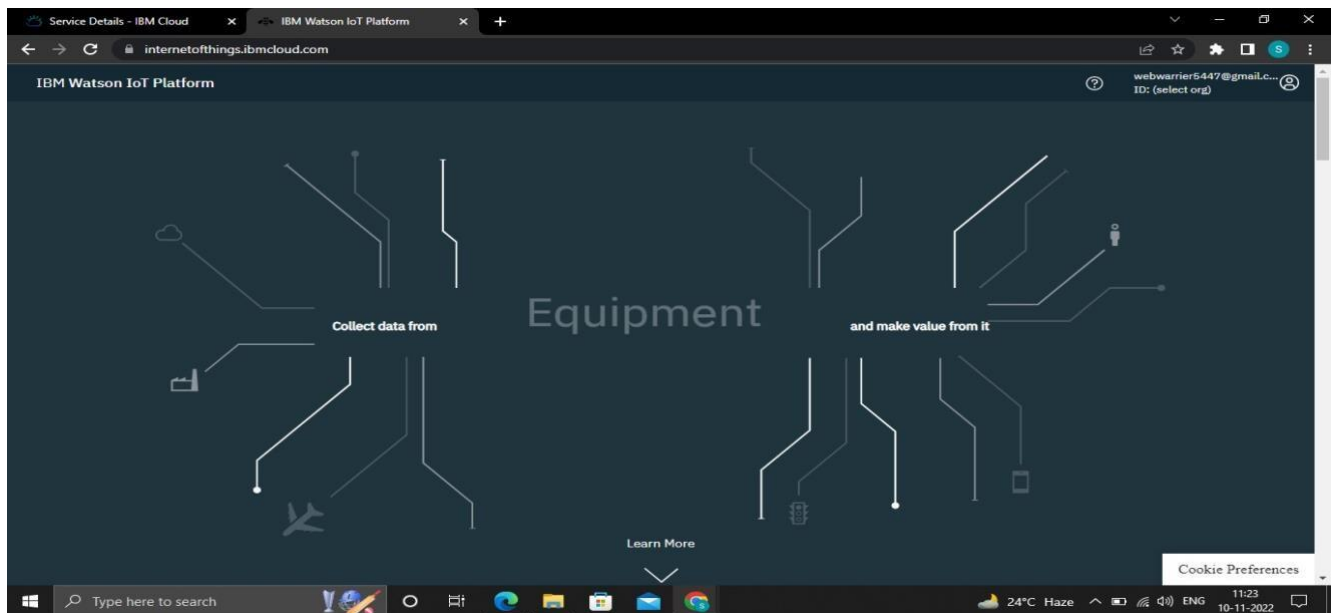 Service Details - IBM Cloud
IBM Watson IoT Platform
internetofthings.ibmcloud.com
S
IBM Watson IoT Platform
webwarrier5447@gmail.c...
ID: (select org)
Collect data from
Equipment
and make value from it
Learn More
Cookie Preferences
Type here to search
24°C Haze
ENG
11:23
10-11-2022